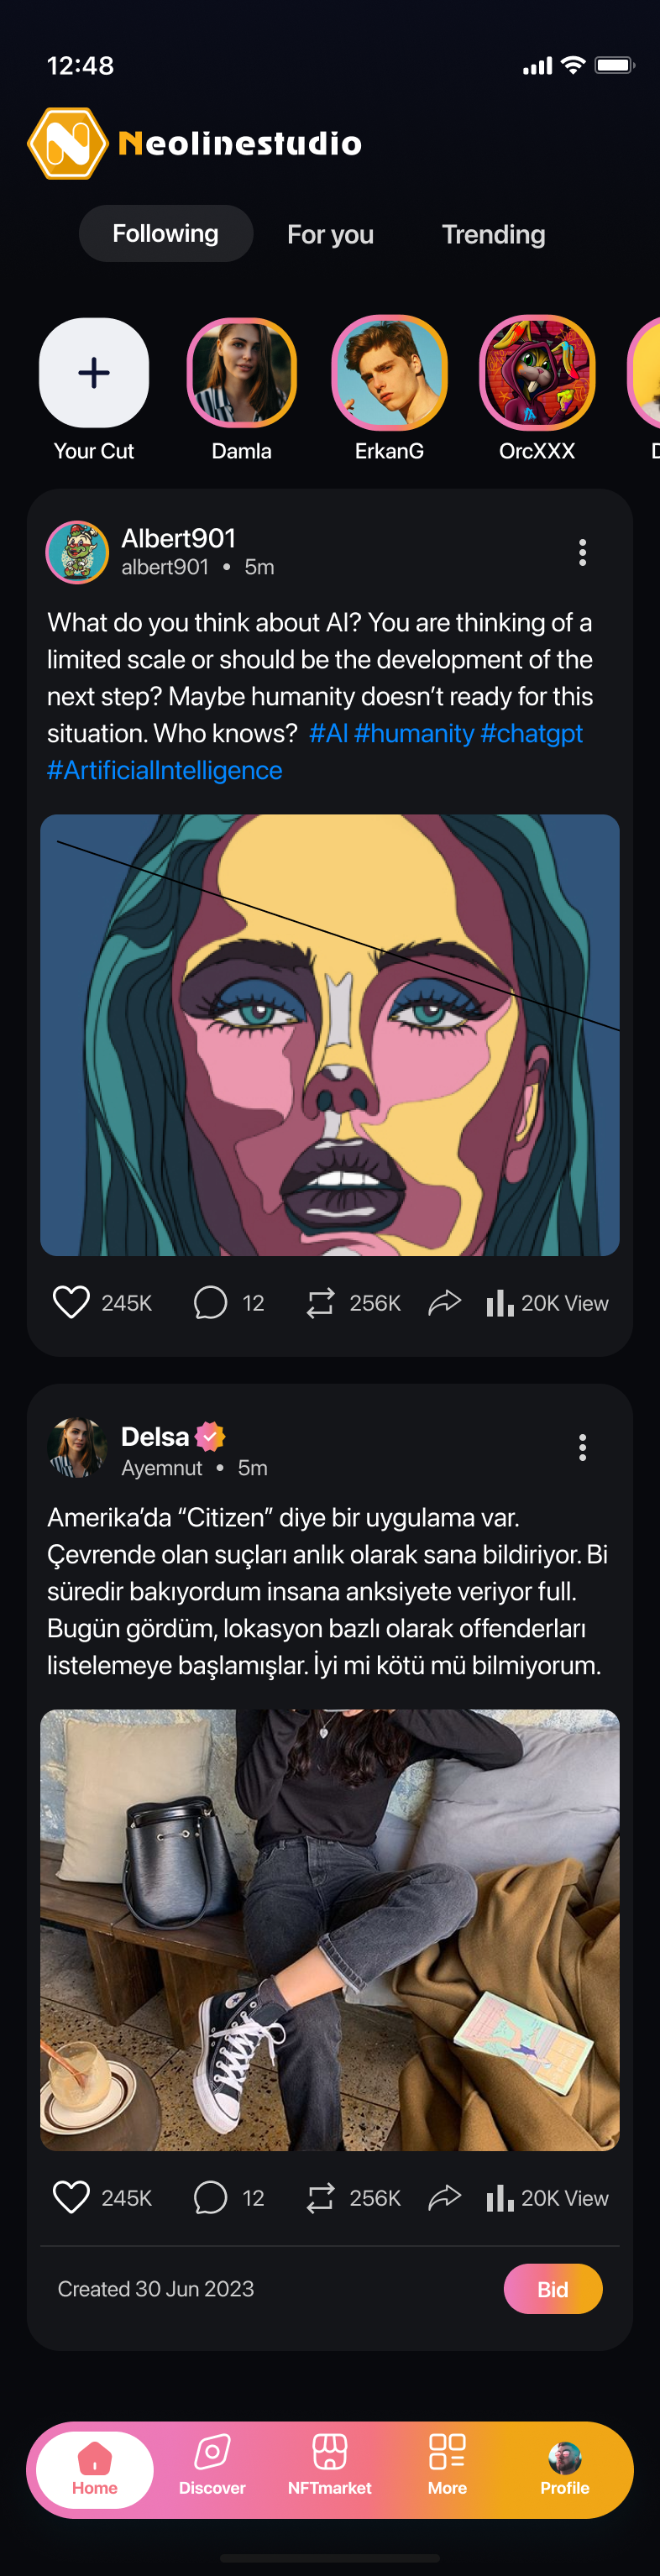 12:48
Neolinestudio
Following For you Trending
Your Cut Damla ErkanG OrcXXX D
Albert901
albert901 • 5m
What do you think about AI? You are thinking of a
limited scale or should be the development of the
next step? Maybe humanity doesn’t ready for this
situation. Who knows? #AI #humanity #chatgpt
#ArtificialIntelligence
245K 12 256K 20K View
Delsa
Ayemnut • 5m
Amerika’da “Citizen” diye bir uygulama var.
Çevrende olan suçları anlık olarak sana bildiriyor. Bi
süredir bakıyordum insana anksiyete veriyor full.
Bugün gördüm, lokasyon bazlı olarak offenderları
listelemeye başlamışlar. İyi mi kötü mü bilmiyorum.
245K 12 256K 20K View
Created 30 Jun 2023 Bid
Home Discover NFTmarket More Profile